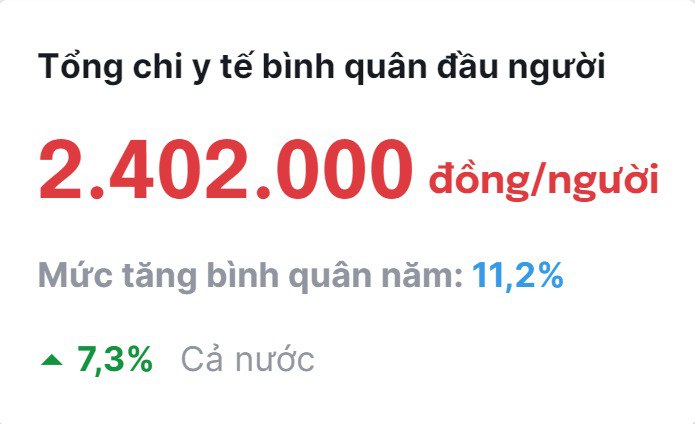 Tổng chi y tế bình quân đầu người
2.402.000 đồng/người
Mức tăng bình quân năm: 11,2%
7,3% Cả nước